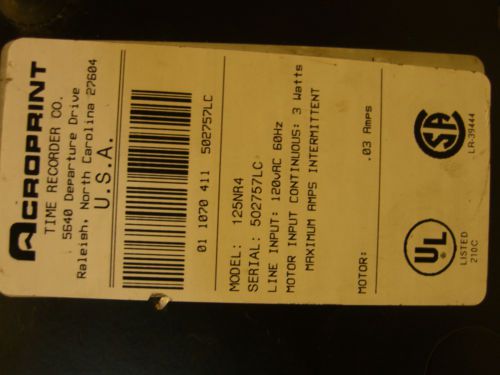 ACROPRINT
TIME RECORDER CO.
5640 Departure Drive
Raleigh, North Carolina 27604
U.S.A.
01 1070 411 502757LC
MODEL: 125NR4
SERIAL: 502757LC
LINE INPUT: 120vAC 60Hz
MOTOR INPUT CONTINUOUS: 3 Watts
MAXIMUM AMPS INTERMITTENT
MOTOR: .03 Amps
SA
LR-39444
UL
®
LISTED
210C